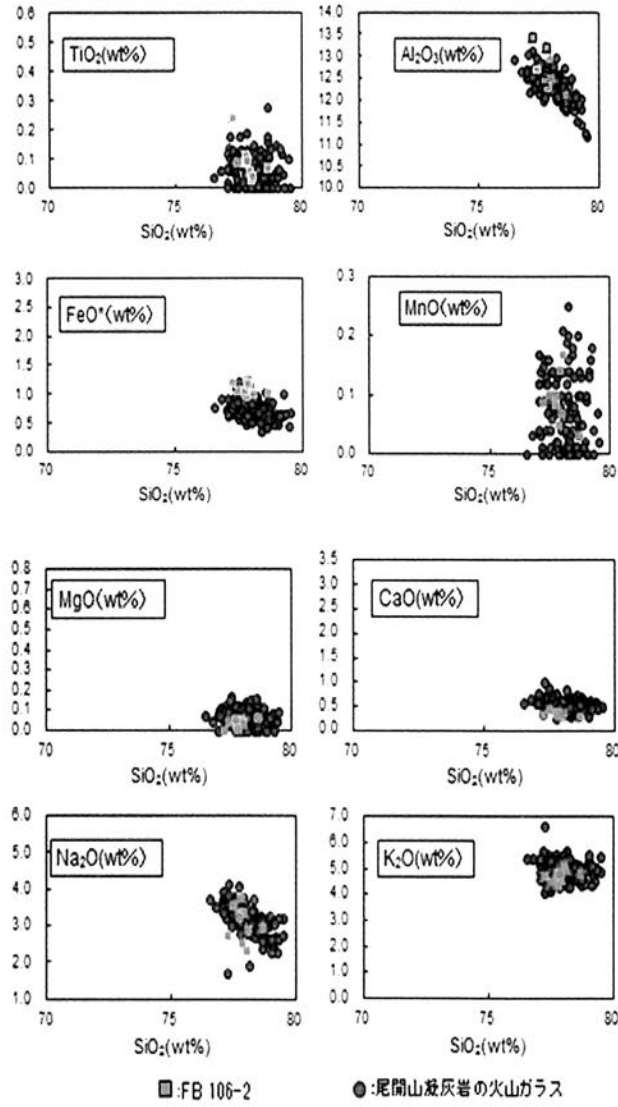 TiO₂(wt%)
0.6
0.5
0.4
0.3
0.2
0.1
0.0
70 75 80
SiO₂(wt%)
Al₂O₃(wt%)
14.0
13.5
13.0
12.5
12.0
11.5
11.0
10.5
10.0
70 75 80
SiO₂(wt%)
FeO*(wt%)
3.0
2.5
2.0
1.5
1.0
0.5
0.0
70 75 80
SiO₂(wt%)
MnO(wt%)
0.3
0.2
0.1
0.0
70 75 80
SiO₂(wt%)
MgO(wt%)
0.8
0.7
0.6
0.5
0.4
0.3
0.2
0.1
0.0
70 75 80
SiO₂(wt%)
CaO(wt%)
3.5
3.0
2.5
2.0
1.5
1.0
0.5
0.0
70 75 80
SiO₂(wt%)
Na₂O(wt%)
6.0
5.0
4.0
3.0
2.0
1.0
70 75 80
K₂O(wt%)
7.0
6.0
5.0
4.0
3.0
2.0
1.0
0.0
70 75 80
:FB 106-2 :尾開山凝灰岩の火山ガラス